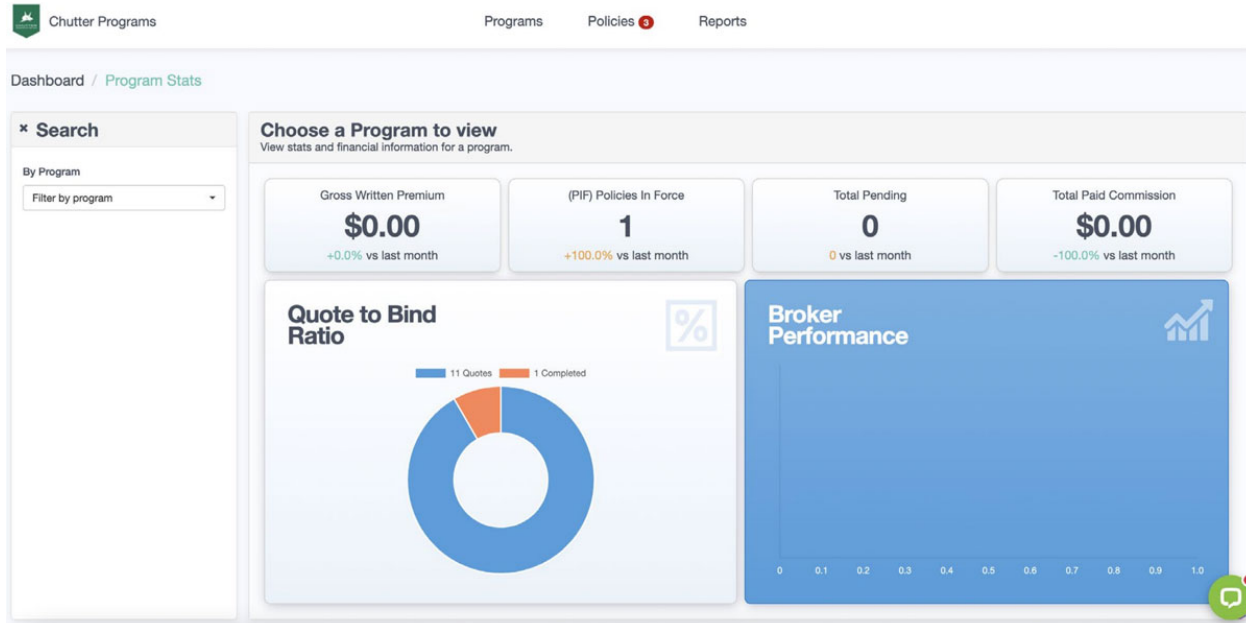 Chutter Programs
Programs Policies 3 Reports
Dashboard / Program Stats
× Search
By Program
Filter by program
Choose a Program to view
View stats and financial information for a program.
Gross Written Premium
$0.00
+0.0% vs last month
(PIF) Policies In Force
1
+100.0% vs last month
Total Pending
0
0 vs last month
Total Paid Commission
$0.00
-100.0% vs last month
Quote to Bind
Ratio
%
11 Quotes 1 Completed
Broker
Performance
0 0.1 0.2 0.3 0.4 0.5 0.6 0.7 0.8 0.9 1.0